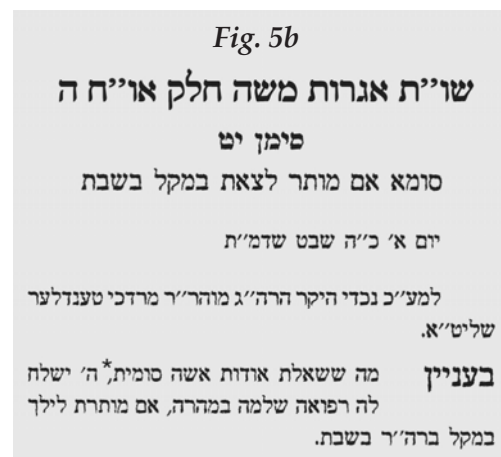 Fig. 5b
שו״ת אגרות משה חלק או״ח ה
סימן יט
סומא אם מותר לצאת במקל בשבת
יום א׳ כ״ה שבט שדמ״ת
למע״כ נכדי היקר הרה״ג מוהר״ר מרדכי טענדלער
שליט״א.
בעניין מה ששאלת אודות אשה סומית,* ה׳ ישלח
לה רפואה שלמה במהרה, אם מותרת לילך
במקל ברה״ר בשבת.